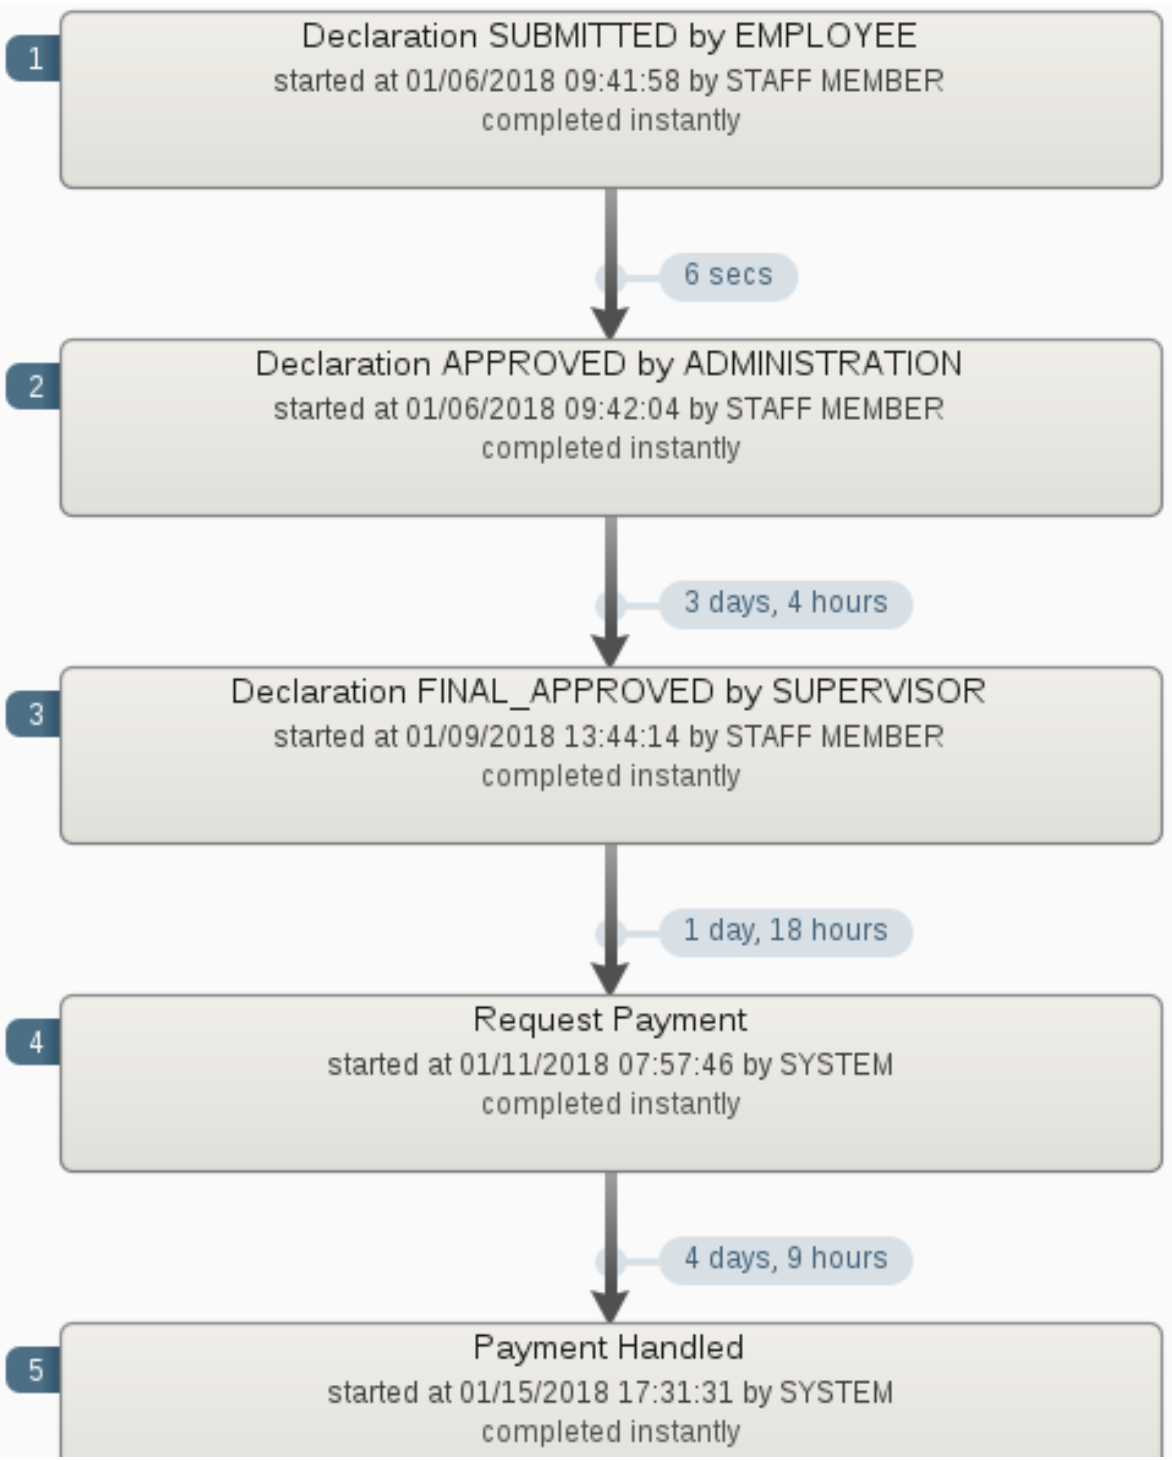 1
Declaration SUBMITTED by EMPLOYEE
started at 01/06/2018 09:41:58 by STAFF MEMBER
completed instantly
6 secs
2
Declaration APPROVED by ADMINISTRATION
started at 01/06/2018 09:42:04 by STAFF MEMBER
completed instantly
3 days, 4 hours
3
Declaration FINAL_APPROVED by SUPERVISOR
started at 01/09/2018 13:44:14 by STAFF MEMBER
completed instantly
1 day, 18 hours
4
Request Payment
started at 01/11/2018 07:57:46 by SYSTEM
completed instantly
4 days, 9 hours
5
Payment Handled
started at 01/15/2018 17:31:31 by SYSTEM
completed instantly